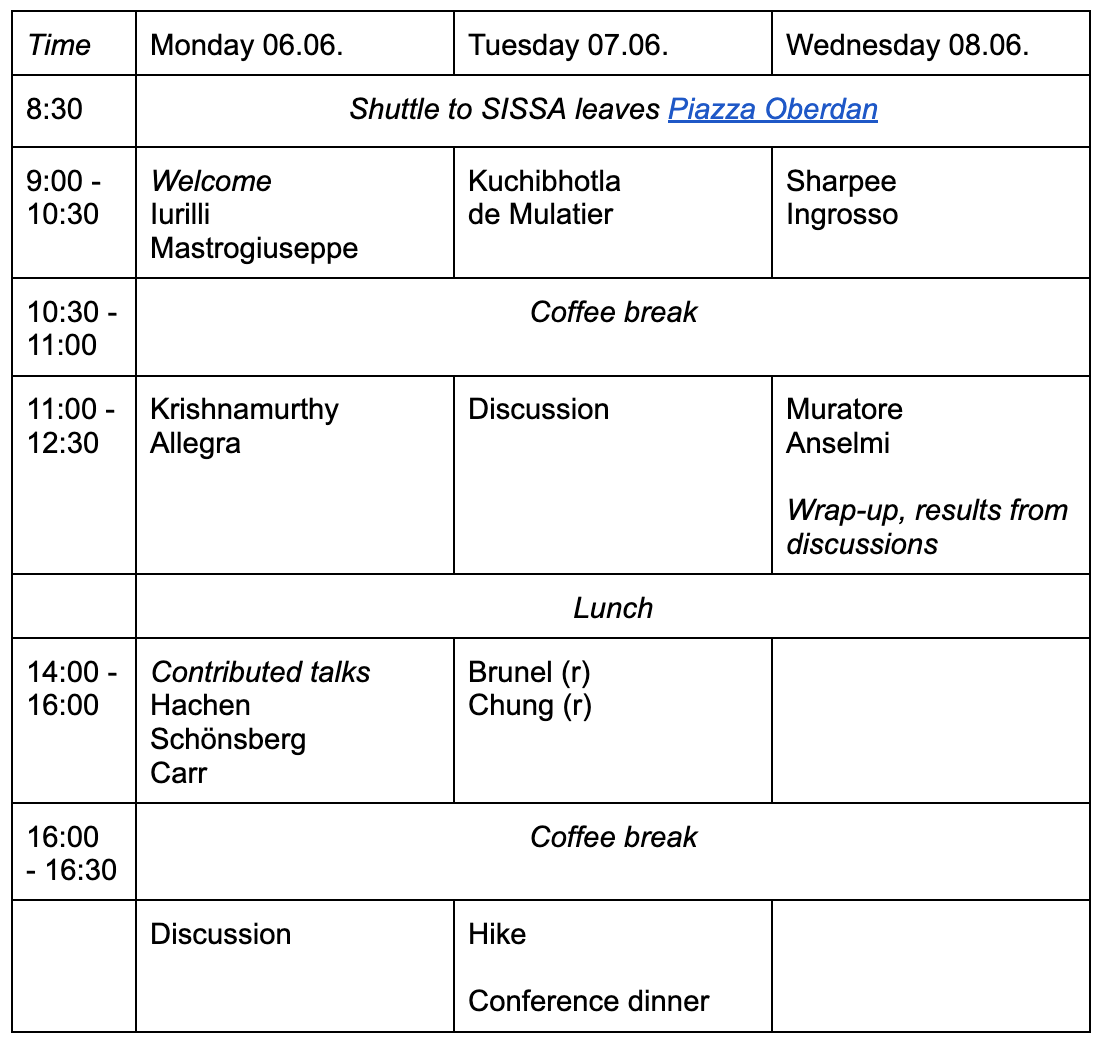 Time Monday 06.06. Tuesday 07.06. Wednesday 08.06.
8:30 Shuttle to SISSA leaves Piazza Oberdan
9:00 -
10:30
Welcome
Iurilli
Mastrogiuseppe
Kuchibhotla
de Mulatier
Sharpee
Ingrosso
10:30 -
11:00
Coffee break
11:00 -
12:30
Krishnamurthy
Allegra
Discussion
Muratore
Anselmi
Wrap-up, results from
discussions
Lunch
14:00 -
16:00
Contributed talks
Hachen
Schönsberg
Carr
Brunel (r)
Chung (r)
16:00
- 16:30
Coffee break
Discussion
Hike
Conference dinner